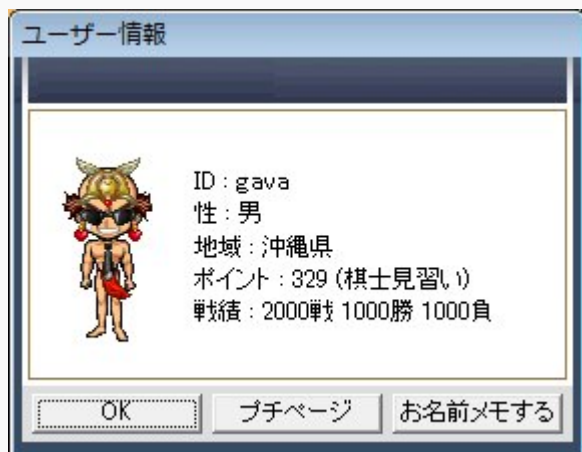 ユーザー情報
ID : gava
性 : 男
地域 : 沖縄県
ポイント : 329 (棋士見習い)
戦績 : 2000戦 1000勝 1000負
OK
プチページ
お名前メモする